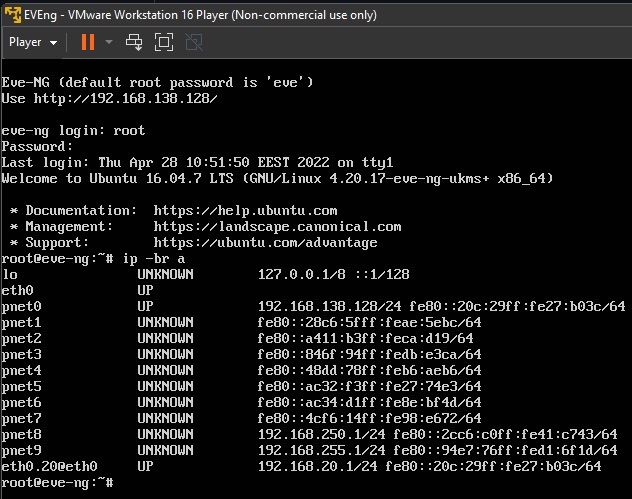 EVEng - VMware Workstation 16 Player (Non-commercial use only)
Player
Eve-NG (default root password is 'eve')
Use http://192.168.138.128/
eve-ng login: root
Password:
Last login: Thu Apr 28 10:51:50 EEST 2022 on tty1
Welcome to Ubuntu 16.04.7 LTS (GNU/Linux 4.20.17-eve-ng-ukms+ x86_64)
* Documentation:  https://help.ubuntu.com
* Management:     https://landscape.canonical.com
* Support:        https://ubuntu.com/advantage
root@eve-ng:~# ip -br a
lo               UNKNOWN        127.0.0.1/8 ::1/128
eth0             UP
pnet0            UP             192.168.138.128/24 fe80::20c:29ff:fe27:b03c/64
pnet1            UNKNOWN        fe80::28c6:5fff:feae:5ebc/64
pnet2            UNKNOWN        fe80::a411:b3ff:feca:d19/64
pnet3            UNKNOWN        fe80::846f:94ff:fedb:e3ca/64
pnet4            UNKNOWN        fe80::48dd:78ff:feb6:aeb6/64
pnet5            UNKNOWN        fe80::ac32:f3ff:fe27:74e3/64
pnet6            UNKNOWN        fe80::ac34:d1ff:fe8e:bf4d/64
pnet7            UNKNOWN        fe80::4cf6:14ff:fe98:e672/64
pnet8            UNKNOWN        192.168.250.1/24 fe80::2cc6:c0ff:fe41:c743/64
pnet9            UNKNOWN        192.168.255.1/24 fe80::94e7:76ff:fed1:6f1d/64
eth0.20@eth0     UP             192.168.20.1/24 fe80::20c:29ff:fe27:b03c/64
root@eve-ng:~#